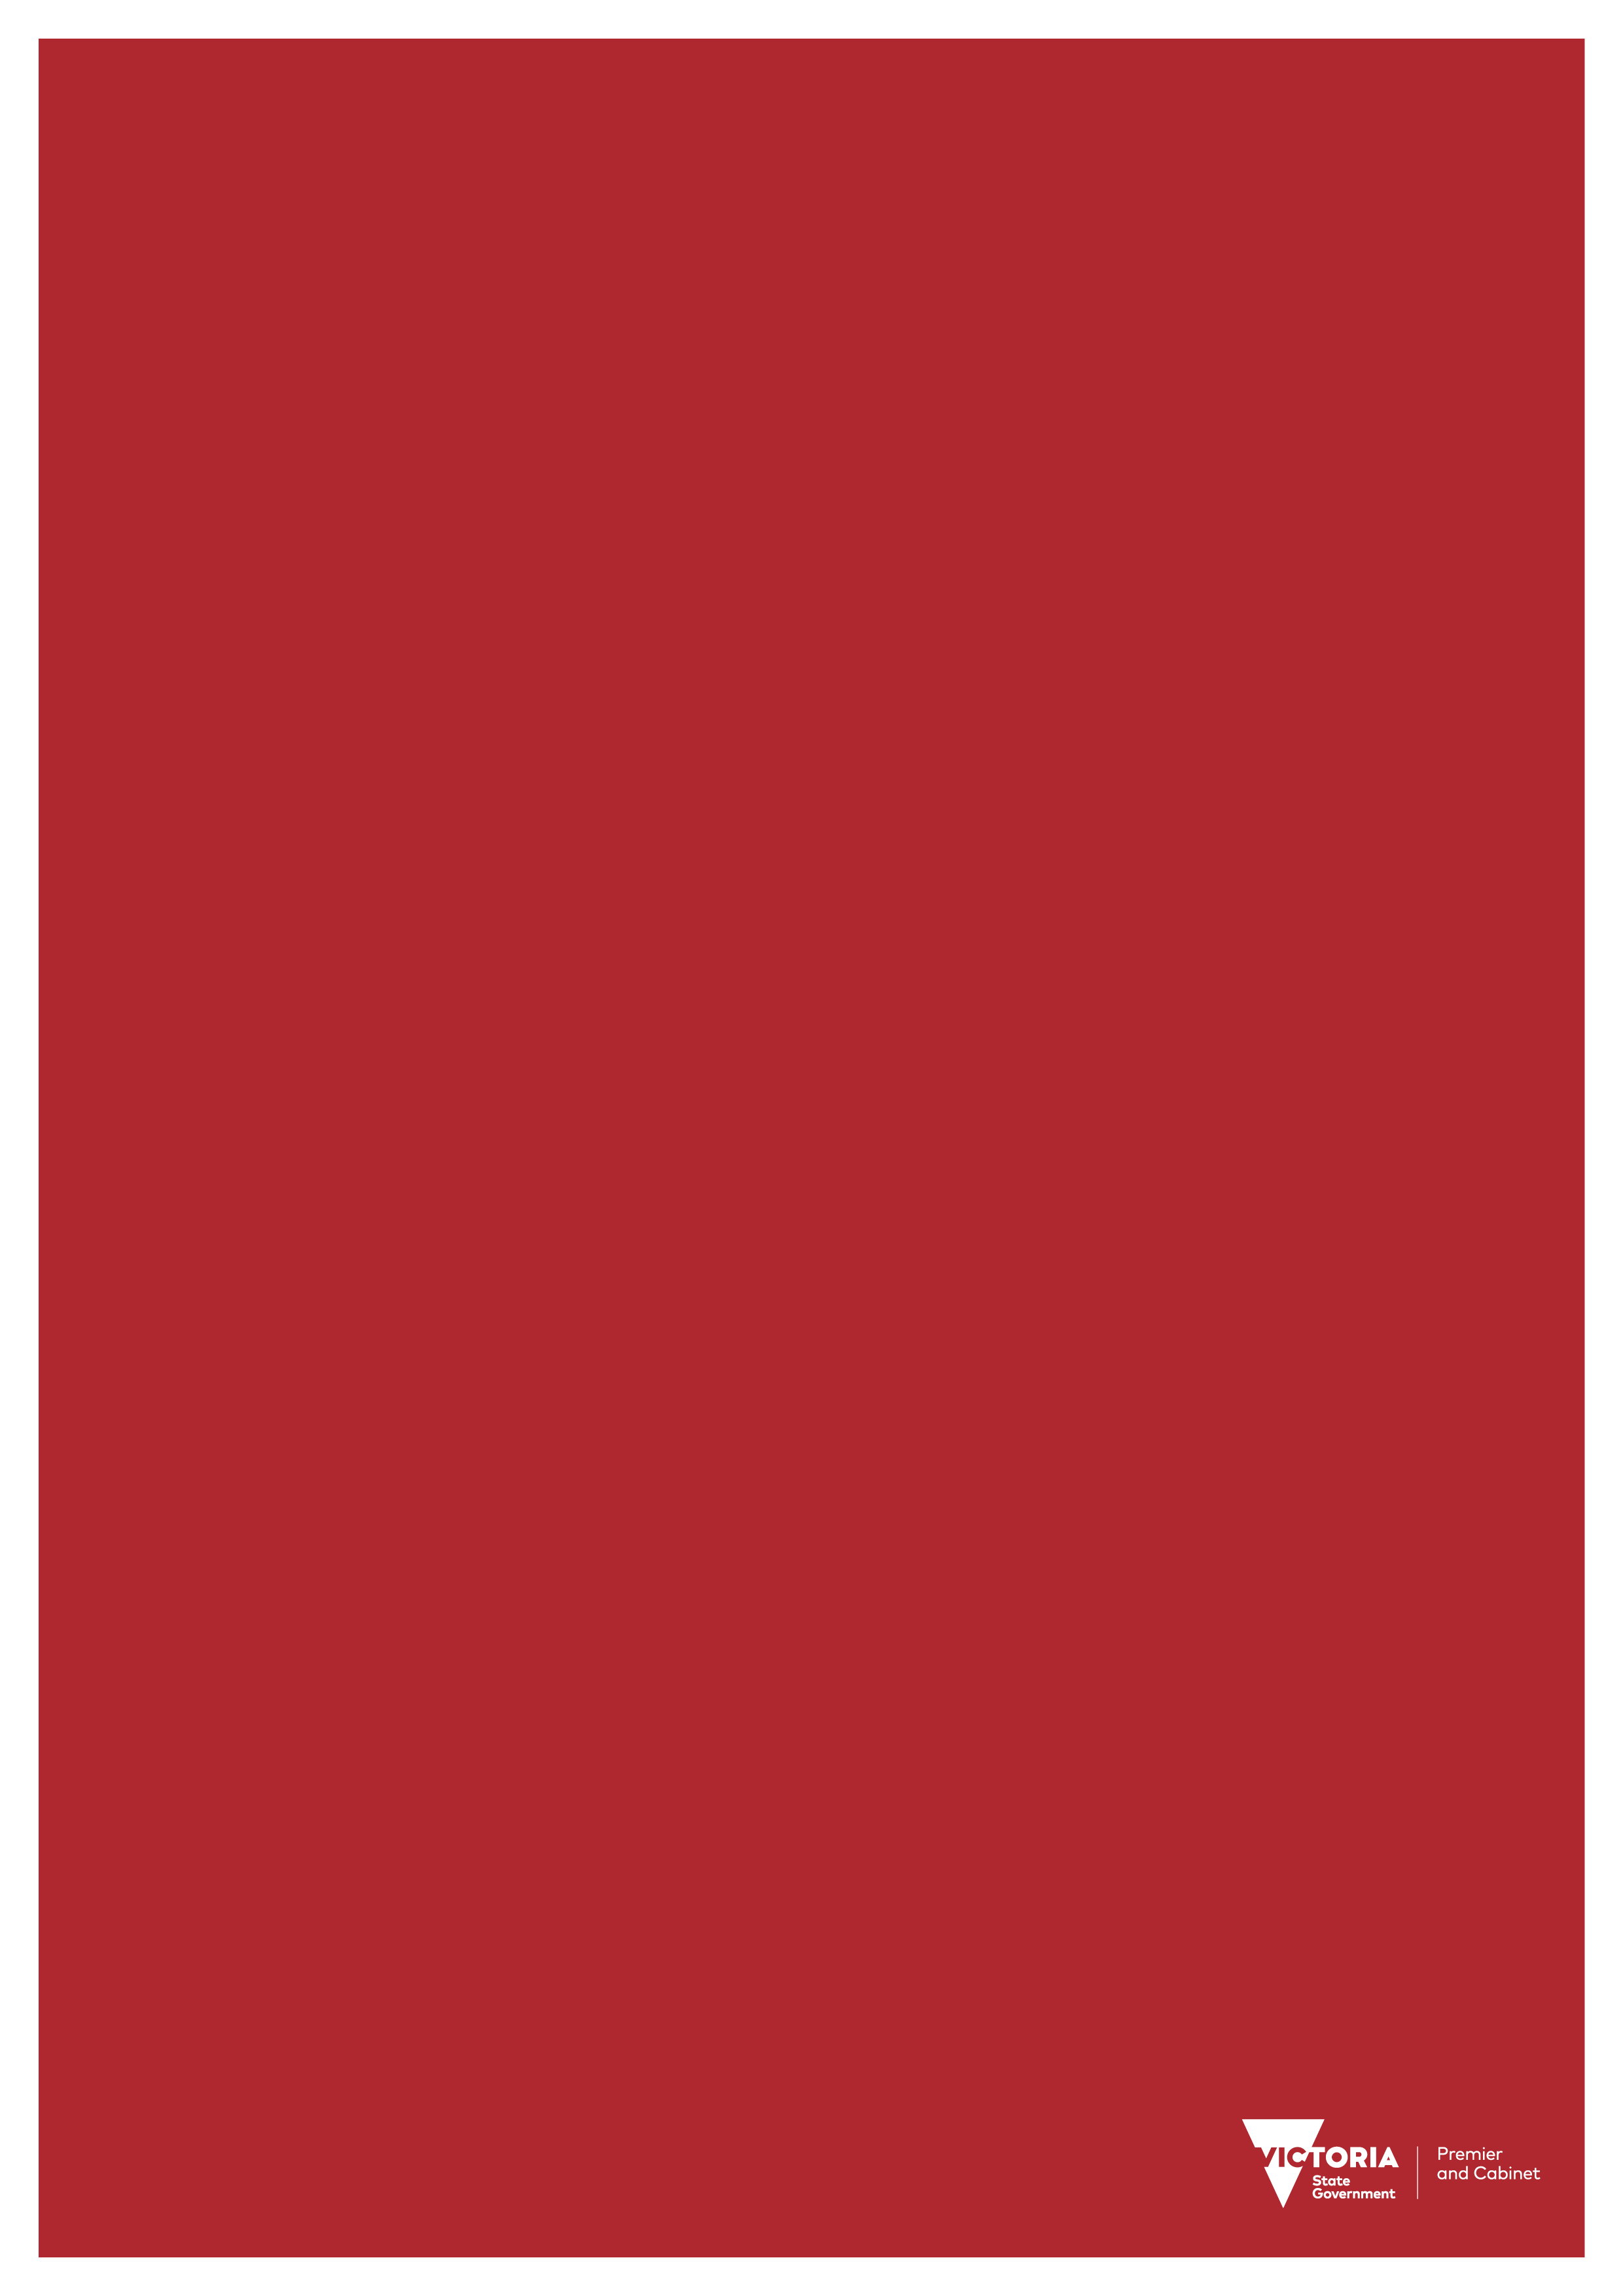 VICTORIA
State
Government
Premier
and Cabinet